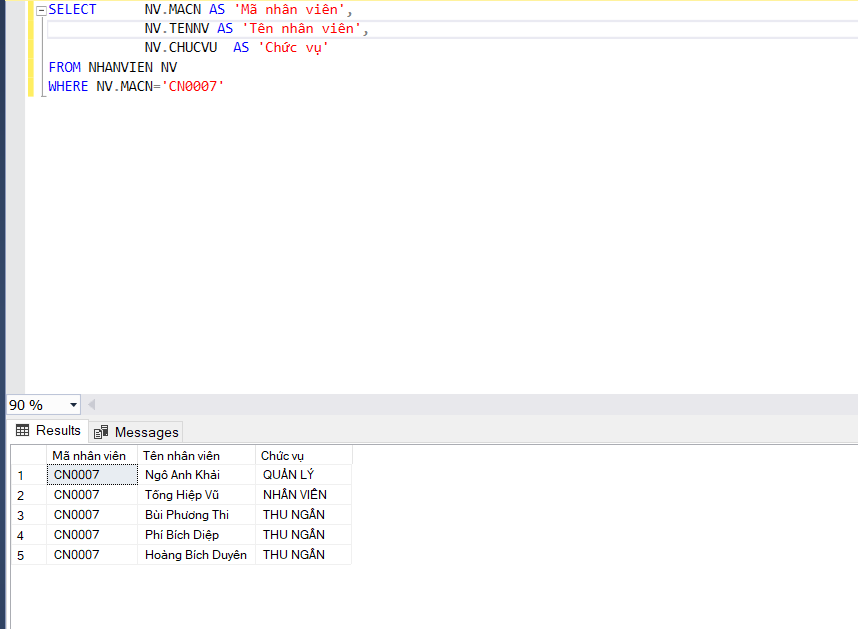 SELECT NV.MACN AS 'Mã nhân viên',
NV.TENNV AS 'Tên nhân viên',
NV.CHUCVU AS 'Chức vụ'
FROM NHANVIEN NV
WHERE NV.MACN='CN0007'
90 %
Results Messages
Mã nhân viên Tên nhân viên Chức vụ
1 CN0007 Ngô Anh Khải QUẢN LÝ
2 CN0007 Tống Hiệp Vũ NHÂN VIÊN
3 CN0007 Bùi Phương Thi THU NGÂN
4 CN0007 Phí Bích Diệp THU NGÂN
5 CN0007 Hoàng Bích Duyên THU NGÂN